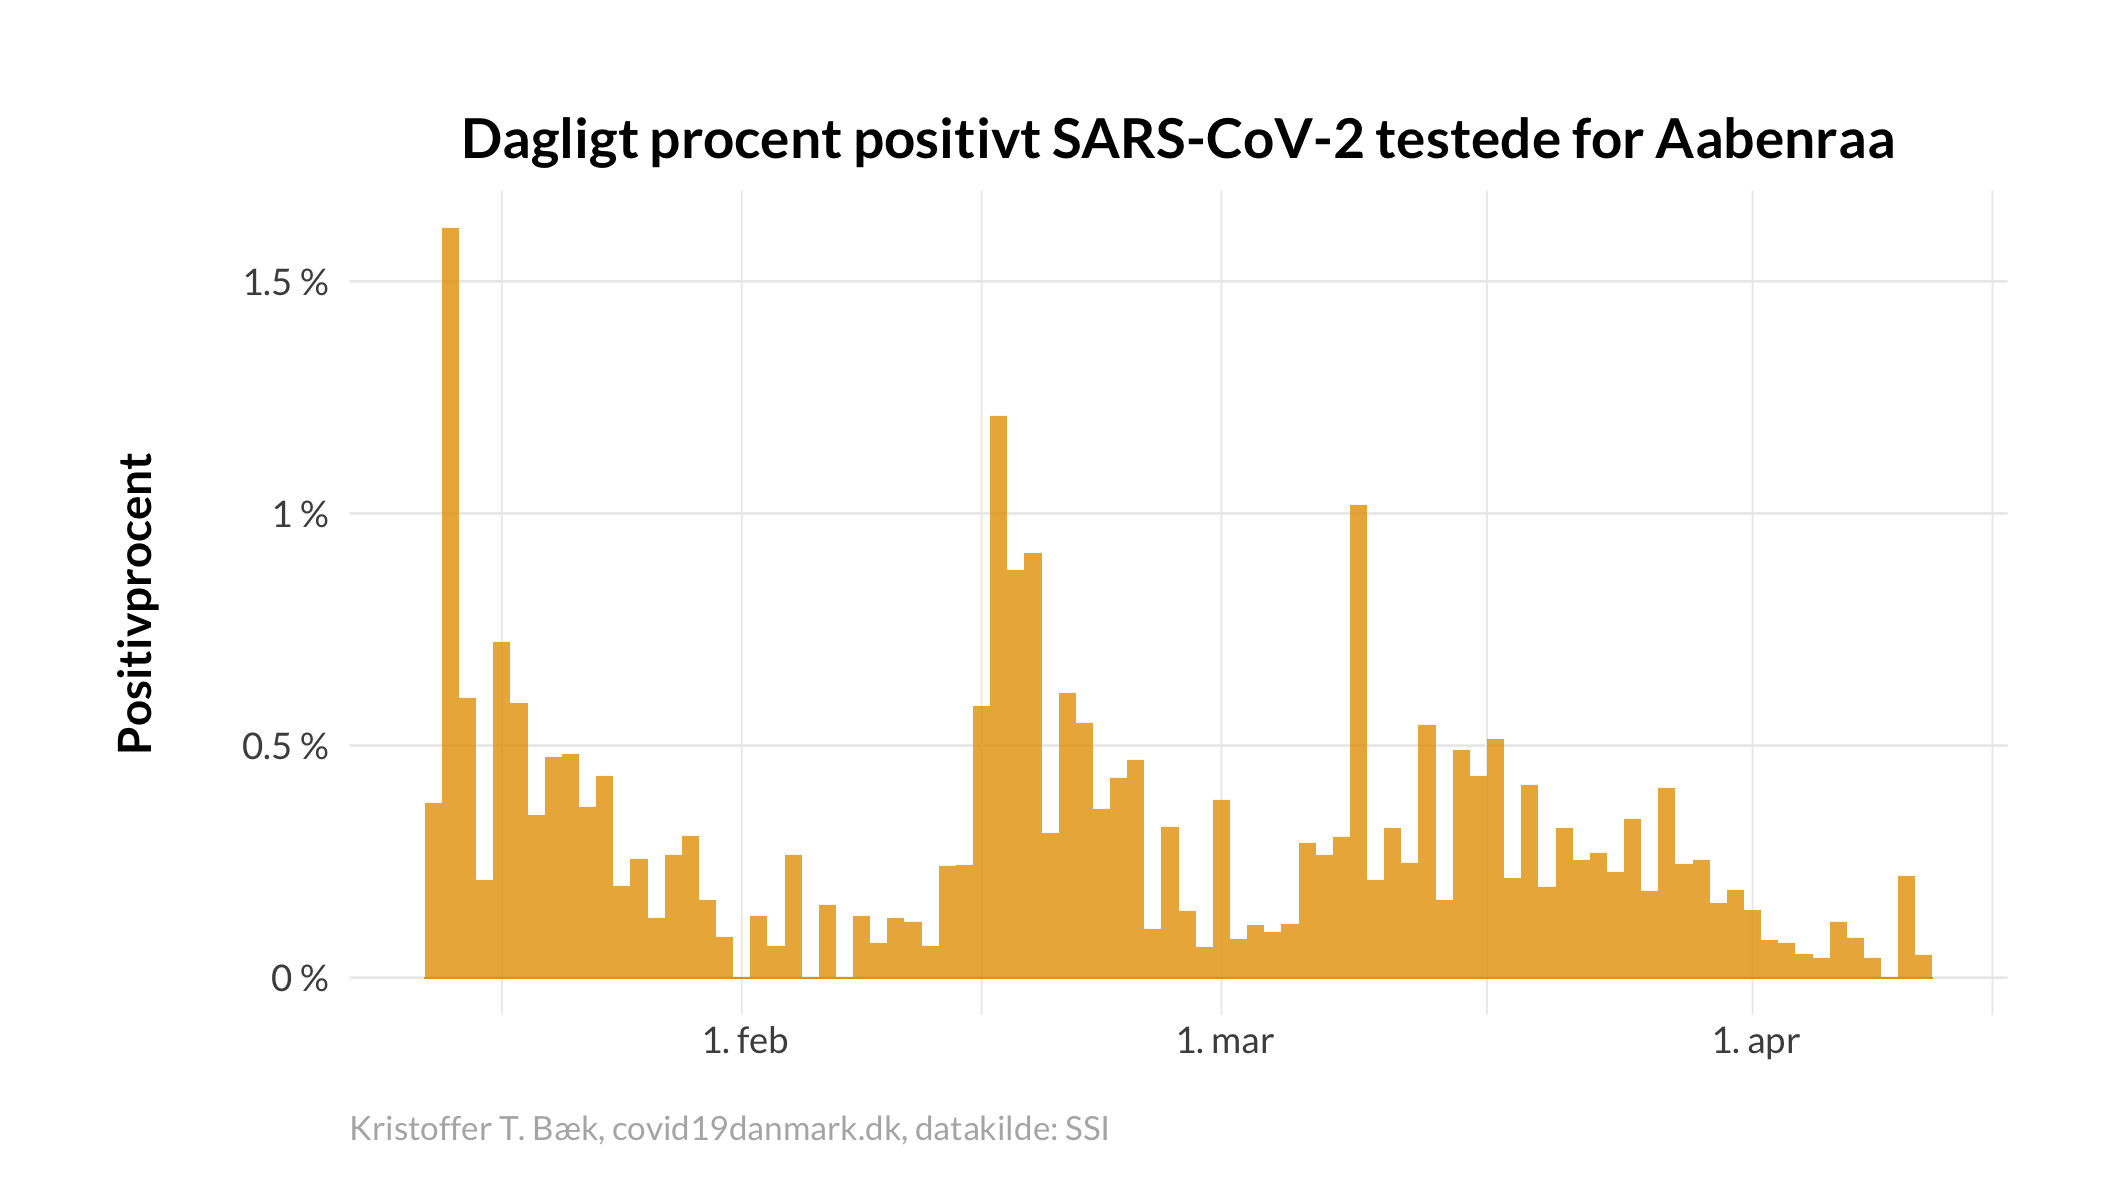 Dagligt procent positivt SARS-CoV-2 testede for Aabenraa
Positivprocent
1.5 %
1 %
0.5 %
0 %
1. feb
1. mar
1. apr
Kristoffer T. Bæk, covid19danmark.dk, datakilde: SSI